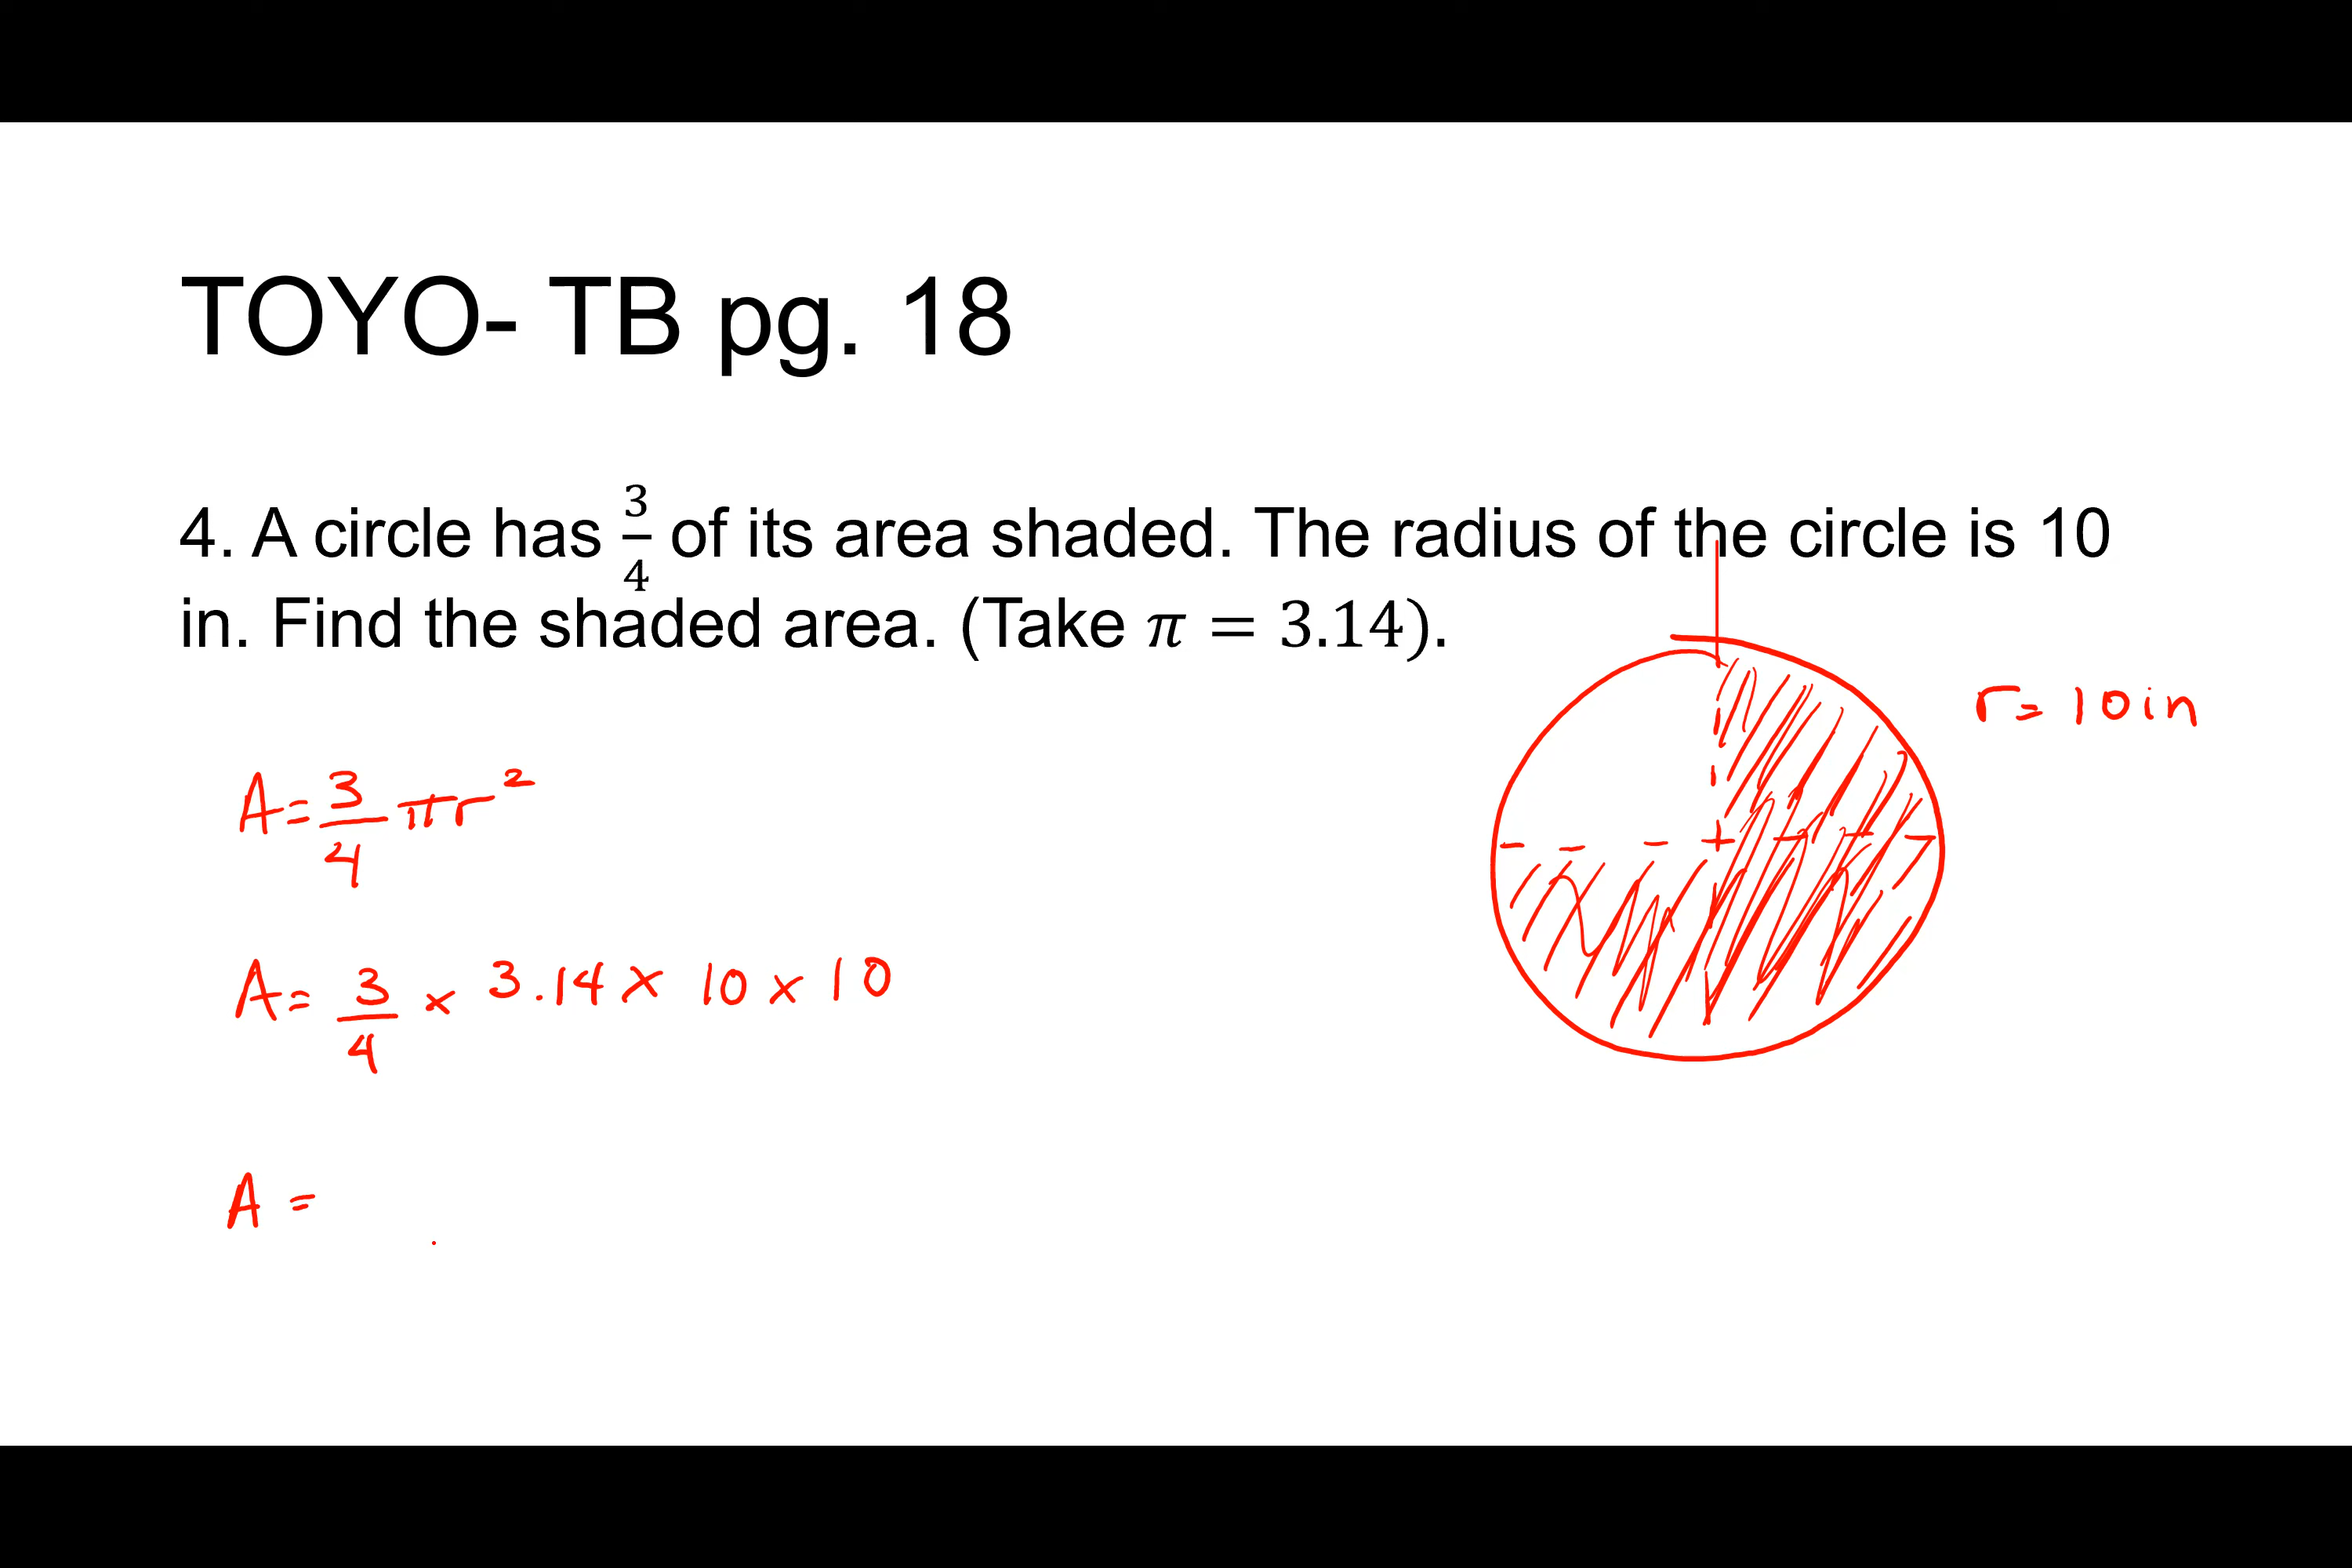 TOYO- TB pg. 18
4. A circle has 3/4 of its area shaded. The radius of the circle is 10
in. Find the shaded area. (Take π = 3.14).
r= 10in
A= 3/4 πr²
A= 3/4 × 3.14 × 10 × 10
A =